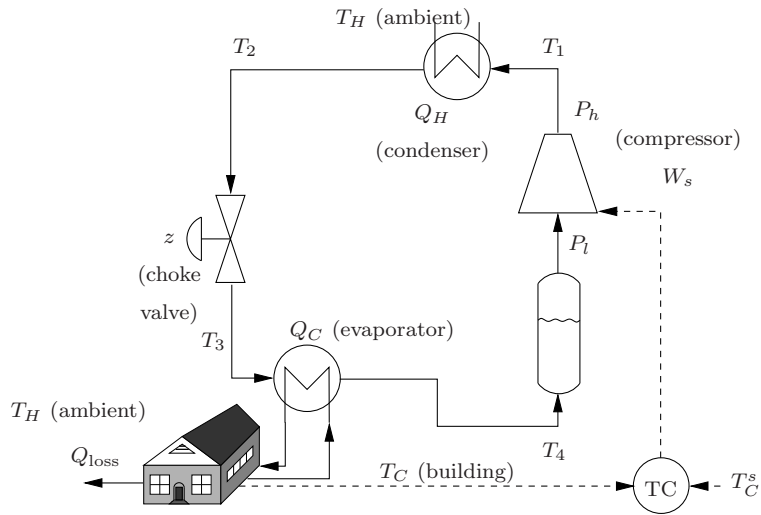 T_H (ambient)
T_2
T_1
Q_H
(condenser)
P_h
(compressor)
W_s
z
(choke
valve)
P_l
T_3
Q_C (evaporator)
T_H (ambient)
Q_loss
T_4
T_C (building)
TC
T_C^s